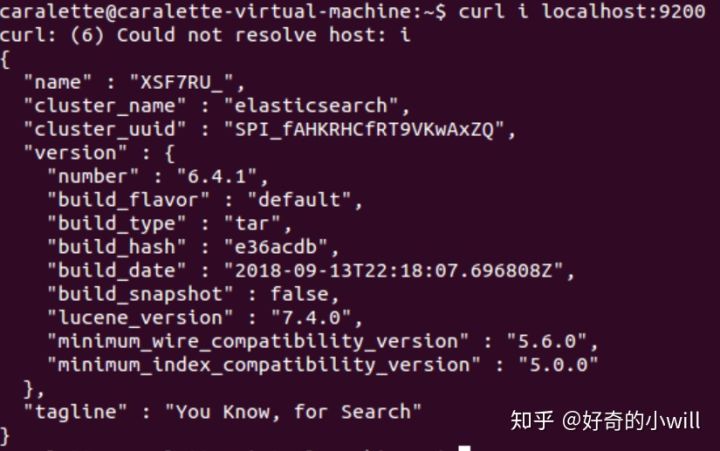 caralette@caralette-virtual-machine:~$ curl i localhost:9200
curl: (6) Could not resolve host: i
{
  "name" : "XSF7RU_",
  "cluster_name" : "elasticsearch",
  "cluster_uuid" : "SPI_fAHKRHCfRT9VKwAxZQ",
  "version" : {
    "number" : "6.4.1",
    "build_flavor" : "default",
    "build_type" : "tar",
    "build_hash" : "e36acdb",
    "build_date" : "2018-09-13T22:18:07.696808Z",
    "build_snapshot" : false,
    "lucene_version" : "7.4.0",
    "minimum_wire_compatibility_version" : "5.6.0",
    "minimum_index_compatibility_version" : "5.0.0"
  },
  "tagline" : "You Know, for Search"
}
知乎 @好奇的小will